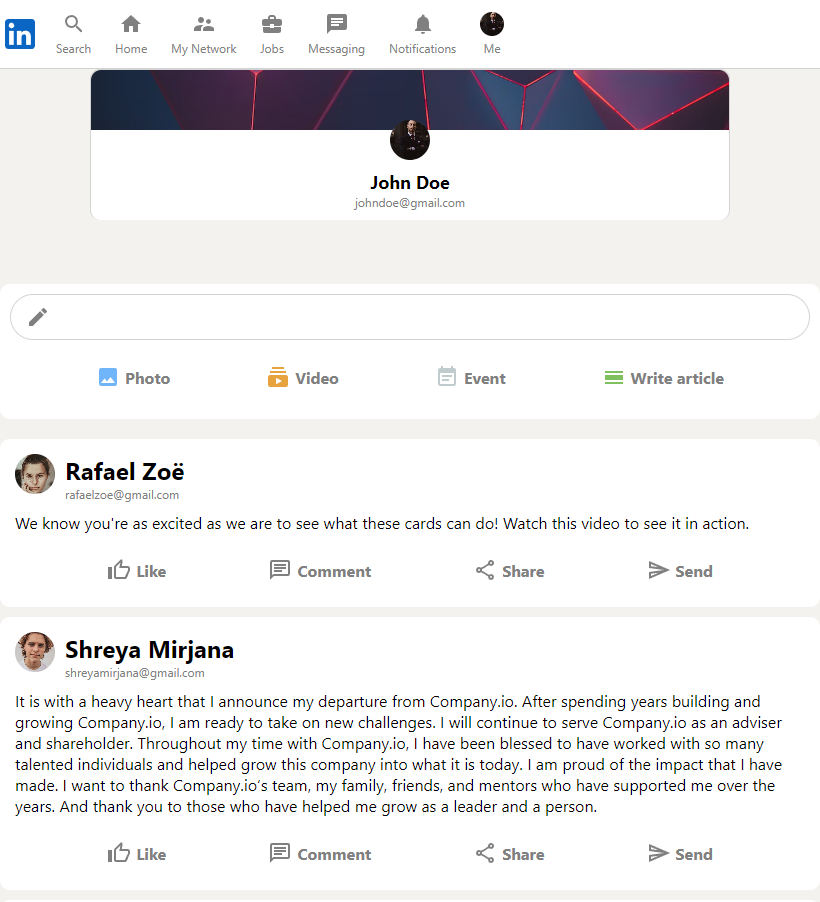 in
Search Home My Network Jobs Messaging Notifications Me
John Doe
johndoe@gmail.com
Photo Video Event Write article
Rafael Zoë
rafaelzoe@gmail.com
We know you're as excited as we are to see what these cards can do! Watch this video to see it in action.
Like Comment Share Send
Shreya Mirjana
shreyamirjana@gmail.com
It is with a heavy heart that I announce my departure from Company.io. After spending years building and
growing Company.io, I am ready to take on new challenges. I will continue to serve Company.io as an adviser
and shareholder. Throughout my time with Company.io, I have been blessed to have worked with so many
talented individuals and helped grow this company into what it is today. I am proud of the impact that I have
made. I want to thank Company.io‘s team, my family, friends, and mentors who have supported me over the
years. And thank you to those who have helped me grow as a leader and a person.
Like Comment Share Send